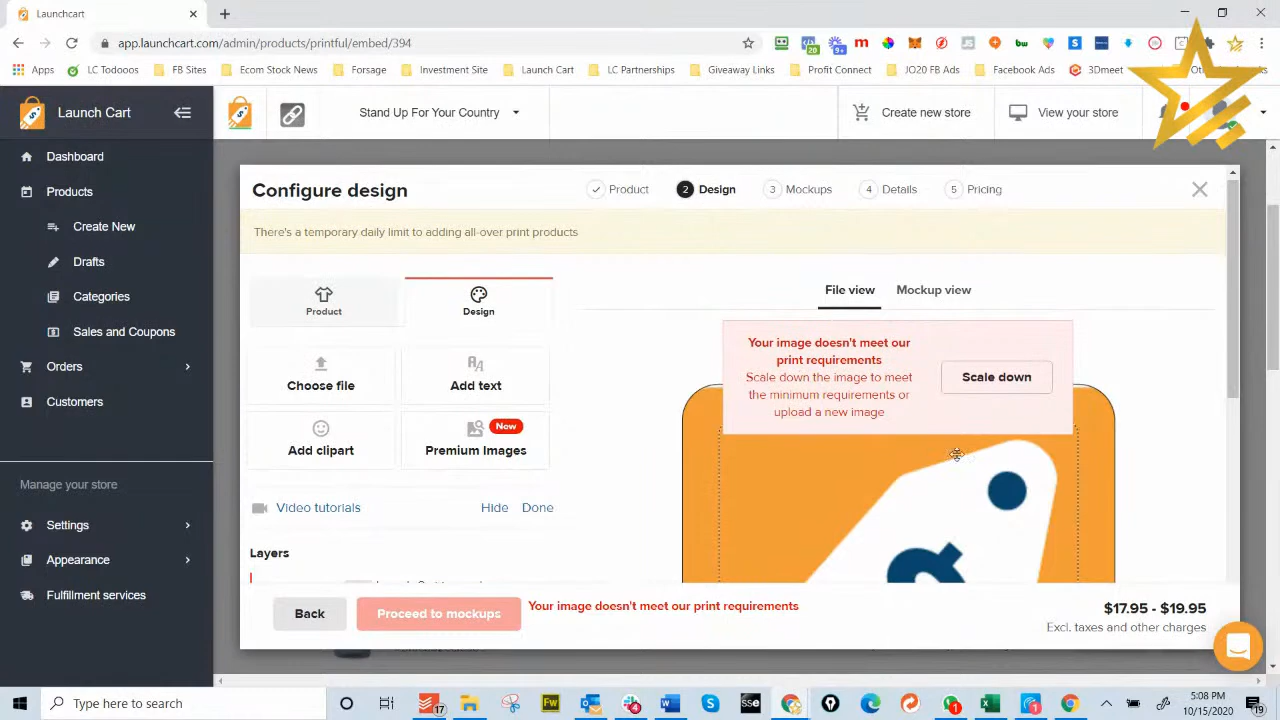 Launchcart
app.launchcart.com/admin/products/printful/embed/394
Apps
LC Todooos
FB Sites
Ecom Stock News
Forsage
Investment Site
Launch Cart
LC Partnerships
Giveaway Links
Profit Connect
JO20 FB Ads
Facebook Ads
3Dmeet
Launch Cart
Stand Up For Your Country
Create new store
View your store
Dashboard
Products
Create New
Drafts
Categories
Sales and Coupons
Orders
Customers
Manage your store
Settings
Appearance
Fulfillment services
Configure design
Product
2 Design
3 Mockups
4 Details
5 Pricing
There's a temporary daily limit to adding all-over print products
Product
Design
Choose file
Add text
Add clipart
New
Premium Images
Video tutorials
Hide
Done
Layers
File view
Mockup view
Your image doesn't meet our
print requirements
Scale down the image to meet
the minimum requirements or
upload a new image
Scale down
Back
Proceed to mockups
Your image doesn't meet our print requirements
$17.95 - $19.95
Excl. taxes and other charges
Type here to search
5:08 PM
10/15/2020